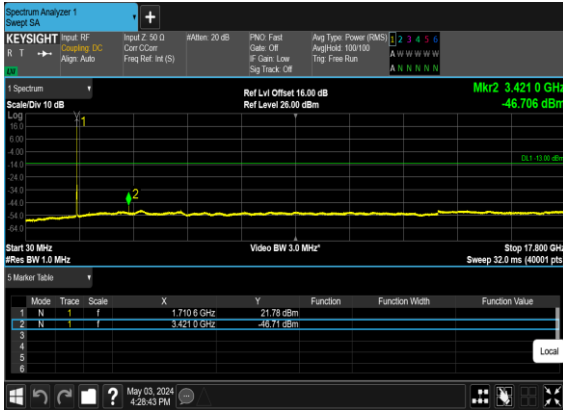 Spectrum Analyzer 1
Swept SA
+
KEYSIGHT
R T
Input: RF
Coupling: DC
Align: Auto
Input Z: 50 Ω
Corr CCorr
Freq Ref: Int (S)
#Atten: 20 dB
PNO: Fast
Gate: Off
IF Gain: Low
Sig Track: Off
Avg Type: Power (RMS)
Avg|Hold: 100/100
Trig: Free Run
1 2 3 4 5 6
A W W W W W
A N N N N N
1 Spectrum
Scale/Div 10 dB
Ref Lvl Offset 16.00 dB
Ref Level 26.00 dBm
Mkr2 3.421 0 GHz
-46.706 dBm
Log
16.0
6.00
-4.00
-14.0
-24.0
-34.0
-44.0
-54.0
-64.0
1
2
DL1 -13.00 dBm
Start 30 MHz
#Res BW 1.0 MHz
Video BW 3.0 MHz*
Stop 17.800 GHz
Sweep 32.0 ms (40001 pts)
5 Marker Table
Mode Trace Scale X Y Function Function Width Function Value
1 N 1 f 1.710 6 GHz 21.78 dBm
2 N 1 f 3.421 0 GHz -46.71 dBm
3
4
5
6
Local
?
May 03, 2024
4:28:43 PM